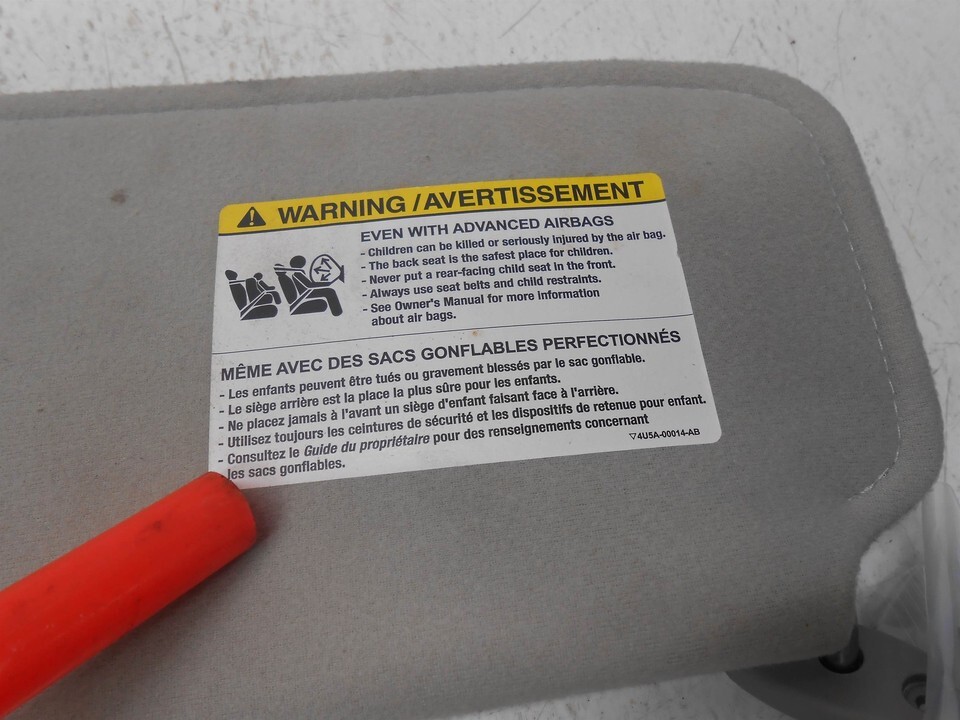 WARNING / AVERTISSEMENT
EVEN WITH ADVANCED AIRBAGS
- Children can be killed or seriously injured by the air bag.
- The back seat is the safest place for children.
- Never put a rear-facing child seat in the front.
- Always use seat belts and child restraints.
- See Owner's Manual for more information
about air bags.
MÊME AVEC DES SACS GONFLABLES PERFECTIONNÉS
- Les enfants peuvent être tués ou gravement blessés par le sac gonflable.
- Le siège arrière est la place la plus sûre pour les enfants.
- Ne placez jamais à l'avant un siège d'enfant faisant face à l'arrière.
- Utilisez toujours les ceintures de sécurité et les dispositifs de retenue pour enfant.
- Consultez le Guide du propriétaire pour des renseignements concernant
les sacs gonflables.
▽4U5A-00014-AB